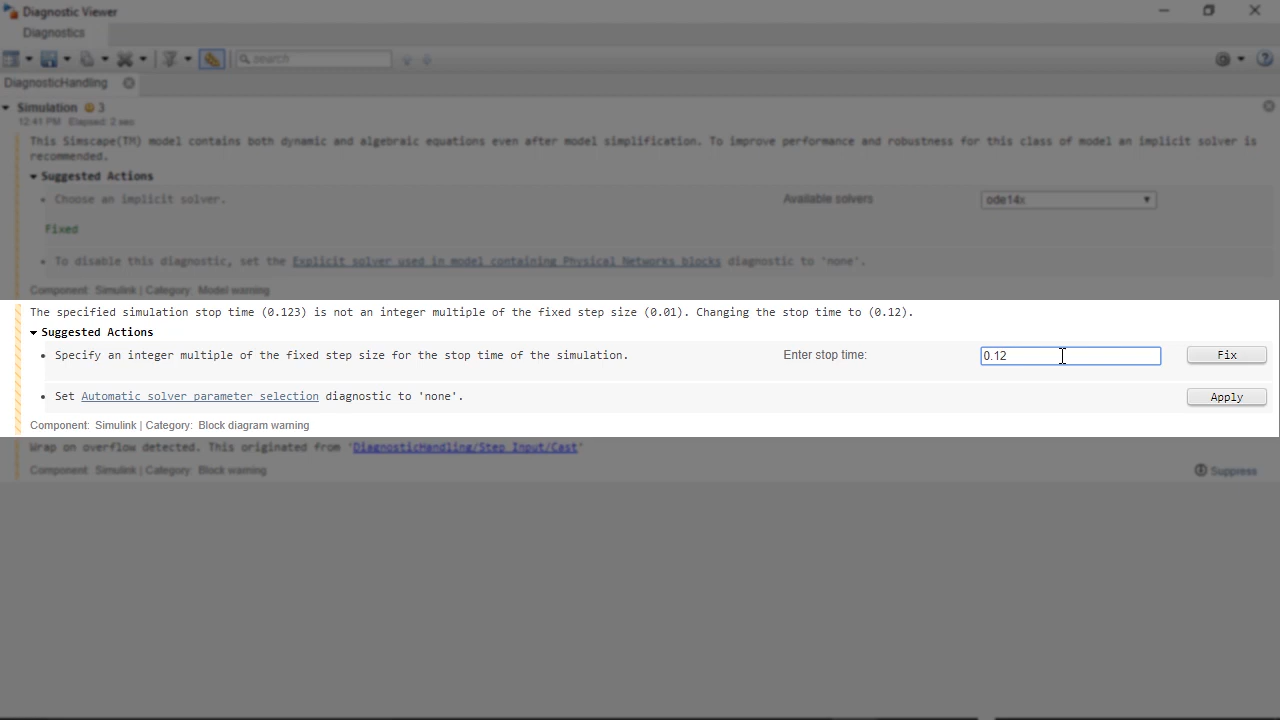 Diagnostic Viewer
Diagnostics
search
DiagnosticHandling
Simulation 3
12:41 PM Elapsed: 2 sec
This Simscape(TM) model contains both dynamic and algebraic equations even after model simplification. To improve performance and robustness for this class of model an implicit solver is
recommended.
Suggested Actions
• Choose an implicit solver. Available solvers ode14x
Fixed
• To disable this diagnostic, set the Explicit solver used in model containing Physical Networks blocks diagnostic to 'none'.
Component: Simulink | Category: Model warning
The specified simulation stop time (0.123) is not an integer multiple of the fixed step size (0.01). Changing the stop time to (0.12).
Suggested Actions
• Specify an integer multiple of the fixed step size for the stop time of the simulation. Enter stop time: 0.12 Fix
• Set Automatic solver parameter selection diagnostic to 'none'. Apply
Component: Simulink | Category: Block diagram warning
Wrap on overflow detected. This originated from 'DiagnosticHandling/Step Input/Cast'
Component: Simulink | Category: Block warning Suppress